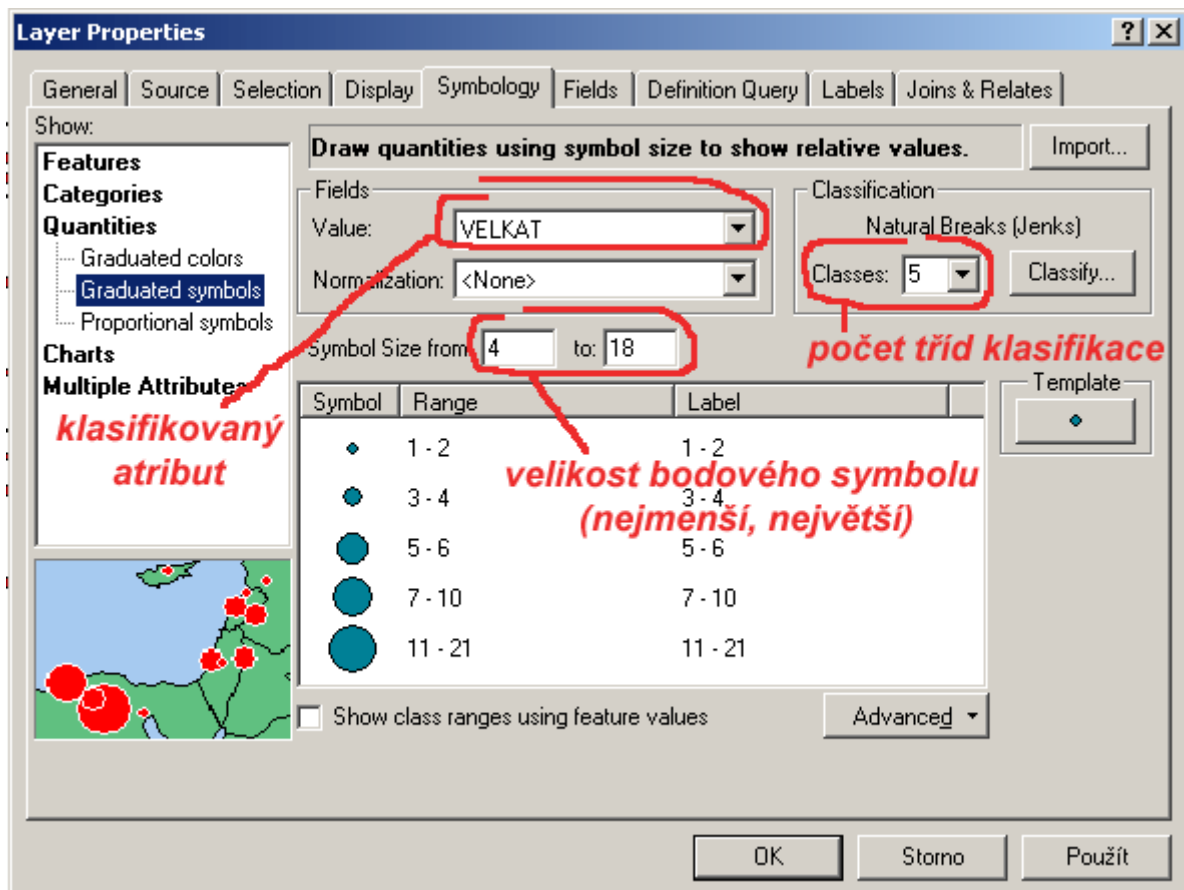 Layer Properties
General Source Selection Display Symbology Fields Definition Query Labels Joins & Relates
Show:
Features
Categories
Quantities
Graduated colors
Graduated symbols
Proportional symbols
Charts
Multiple Attributes
Draw quantities using symbol size to show relative values.
Import...
Fields
Value: VELKAT
Normalization: <None>
Classification
Natural Breaks (Jenks)
Classes: 5 Classify...
Symbol Size from 4 to: 18
počet tříd klasifikace
klasifikovaný
atribut
Template
Symbol Range Label
1 - 2 1 - 2
velikost bodového symbolu
3 - 4 3 - 4
(nejmenší, největší)
5 - 6 5 - 6
7 - 10 7 - 10
11 - 21 11 - 21
Show class ranges using feature values
Advanced
OK Storno Použít